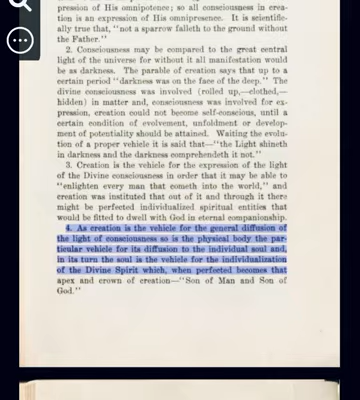 pression of His omnipotence; so all consciousness in crea-
tion is an expression of His omnipresence. It is scientific-
ally true that, "not a sparrow falleth to the ground without
the Father."
2. Consciousness may be compared to the great central
light of the universe for without it all manifestation would
be as darkness. The parable of creation says that up to a
certain period "darkness was on the face of the deep." The
divine consciousness was involved (rolled up,—clothed,—
hidden) in matter and, consciousness was involved for ex-
pression, creation could not become self-conscious, until a
certain condition of evolvement, unfoldment or develop-
ment of potentiality should be attained. Waiting the evolu-
tion of a proper vehicle it is said that—"the Light shineth
in darkness and the darkness comprehendeth it not."
3. Creation is the vehicle for the expression of the light
of the Divine consciousness in order that it may be able to
"enlighten every man that cometh into the world," and
creation was instituted that out of it and through it there
might be perfected individualized spiritual entities that
would be fitted to dwell with God in eternal companionship.
4. As creation is the vehicle for the general diffusion of
the light of consciousness so is the physical body the par-
ticular vehicle for its diffusion to the individual soul and,
in its turn the soul is the vehicle for the individualization
of the Divine Spirit which, when perfected becomes that
apex and crown of creation—"Son of Man and Son of
God."